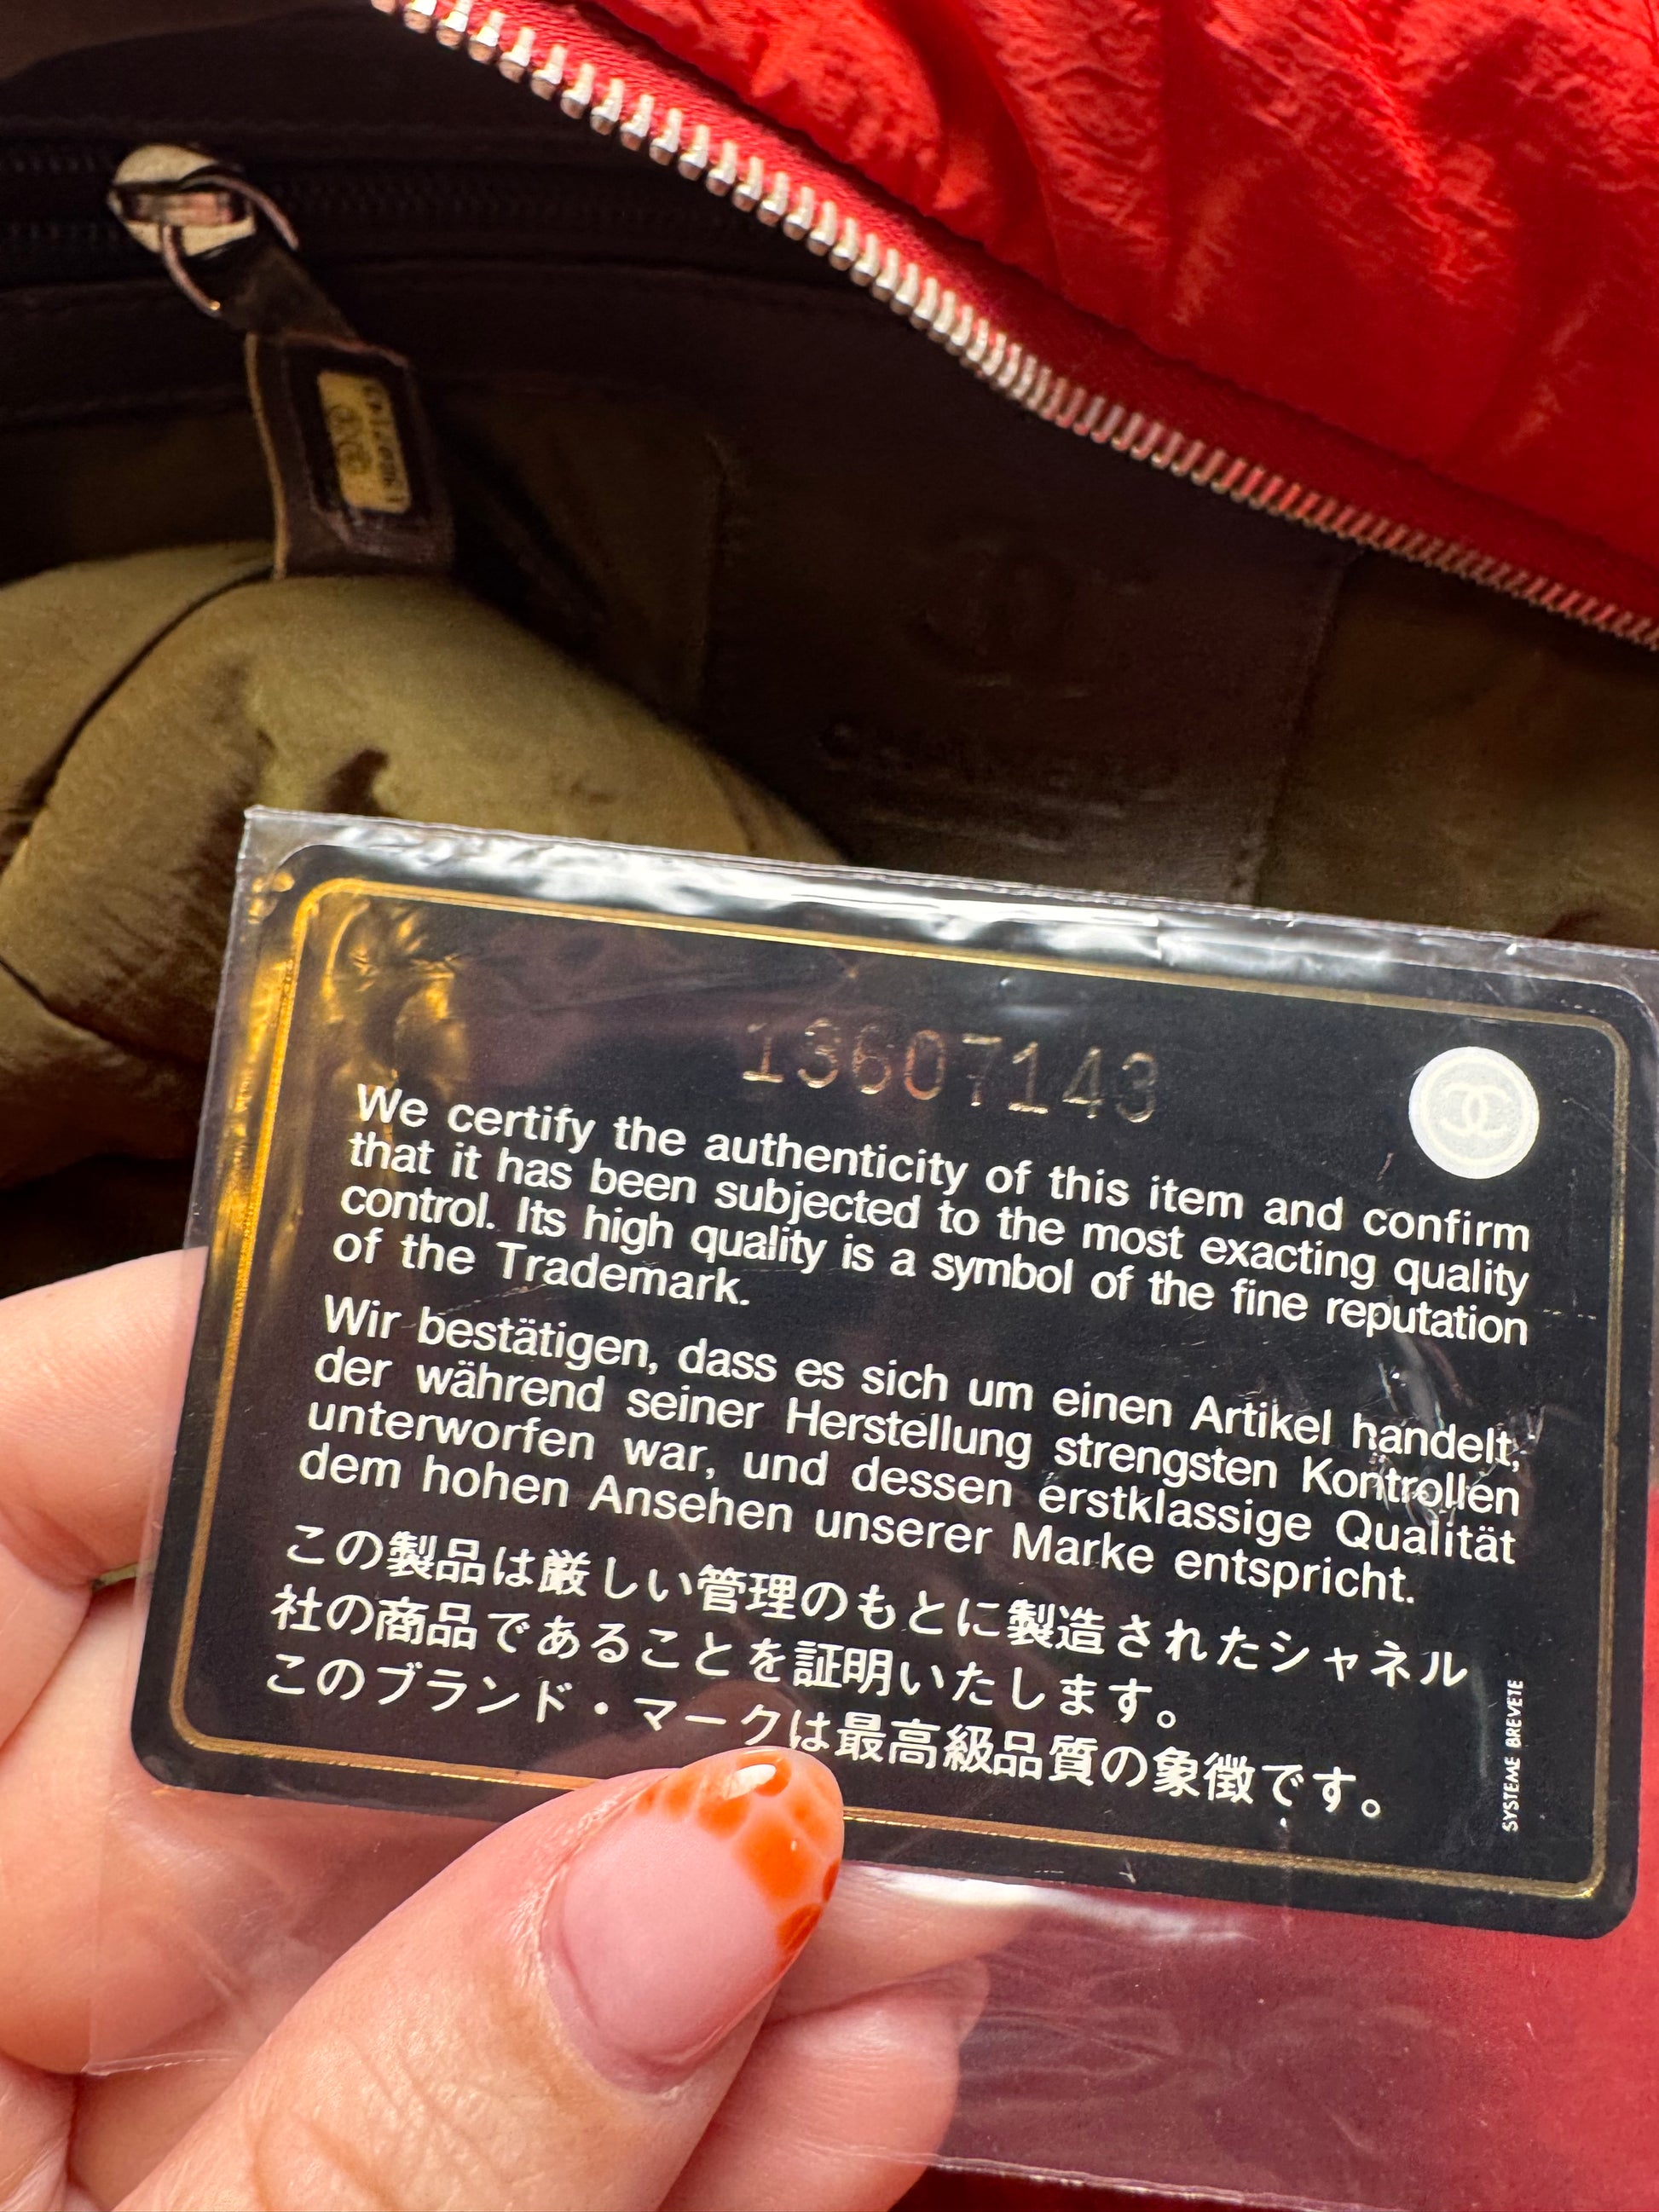 CHANEL
13607143
We certify the authenticity of this item and confirm
that it has been subjected to the most exacting quality
control. Its high quality is a symbol of the fine reputation
of the Trademark.
Wir bestätigen, dass es sich um einen Artikel handelt,
der während seiner Herstellung strengsten Kontrollen
unterworfen war, und dessen erstklassige Qualität
dem hohen Ansehen unserer Marke entspricht.
この製品は厳しい管理のもとに製造されたシャネル
社の商品であることを証明いたします。
このブランド・マークは最高級品質の象徴です。
SYSTEME BREVETE